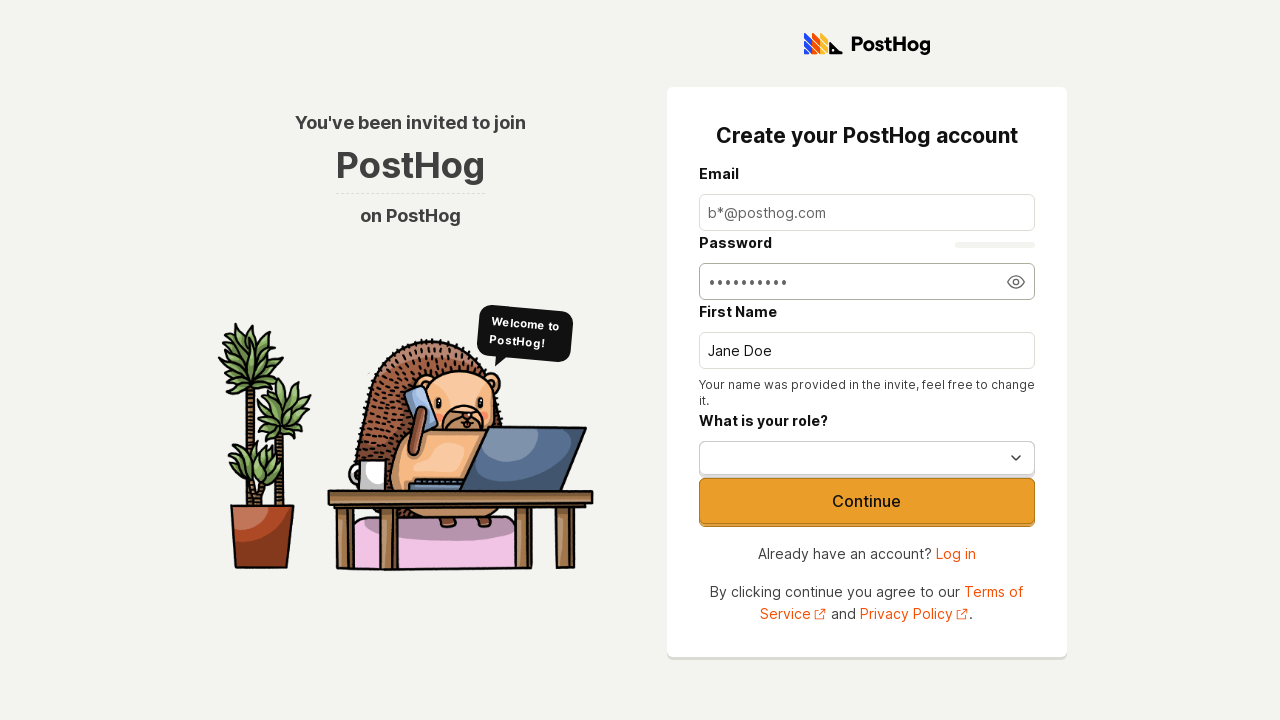 PostHog
You've been invited to join
PostHog
on PostHog
Welcome to
PostHog!
Create your PostHog account
Email
b*@posthog.com
Password
••••••••••
First Name
Jane Doe
Your name was provided in the invite, feel free to change
it.
What is your role?
Continue
Already have an account? Log in
By clicking continue you agree to our Terms of
Service and Privacy Policy.